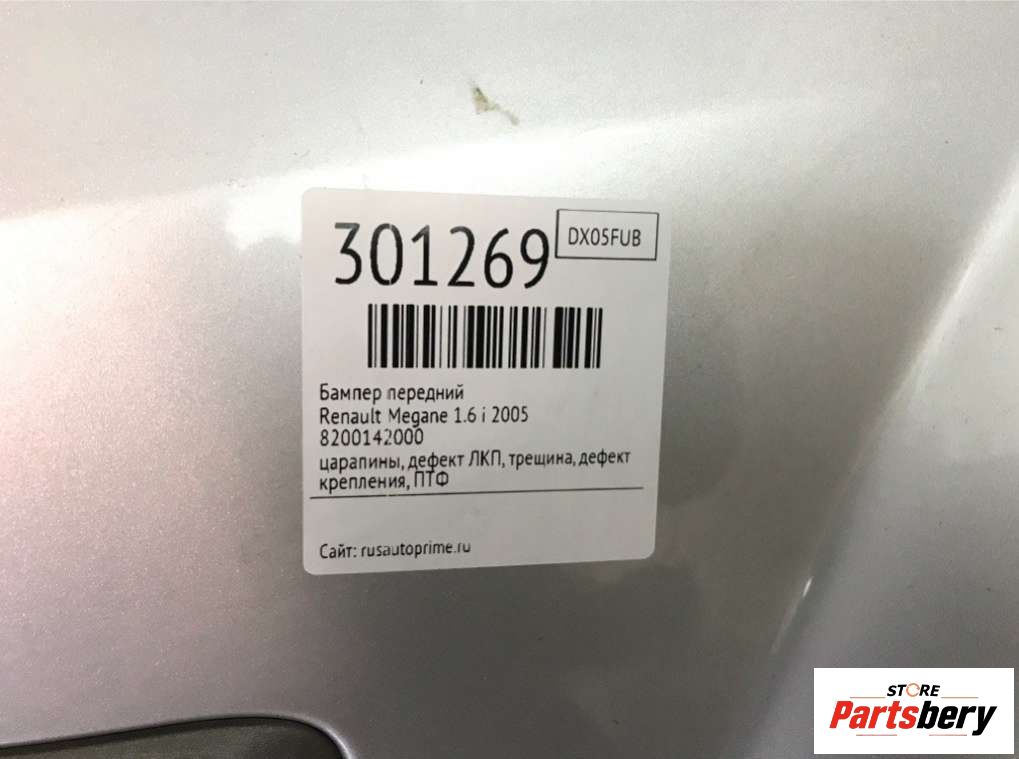 301269
DX05FUB
Бампер передний
Renault Megane 1.6 i 2005
8200142000
царапины, дефект ЛКП, трещина, дефект
крепления, ПТФ
Сайт: rusautoprime.ru
STORE
Partsbery